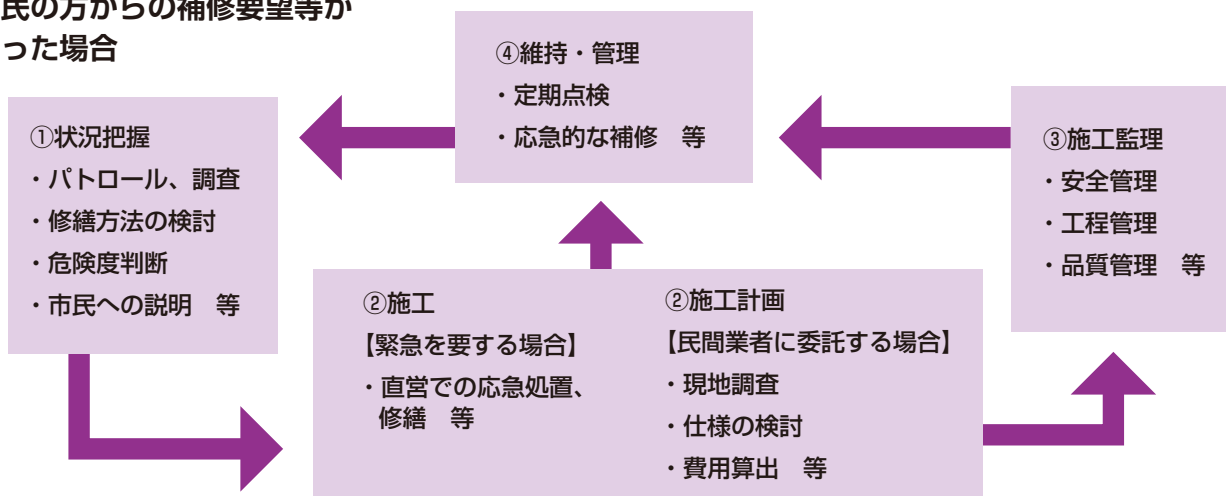 民の方からの補修要望等が
った場合
④維持・管理
・定期点検
・応急的な補修　等
①状況把握
・パトロール、調査
・修繕方法の検討
・危険度判断
・市民への説明　等
②施工
【緊急を要する場合】
・直営での応急処置、
修繕　等
②施工計画
【民間業者に委託する場合】
・現地調査
・仕様の検討
・費用算出　等
③施工監理
・安全管理
・工程管理
・品質管理　等